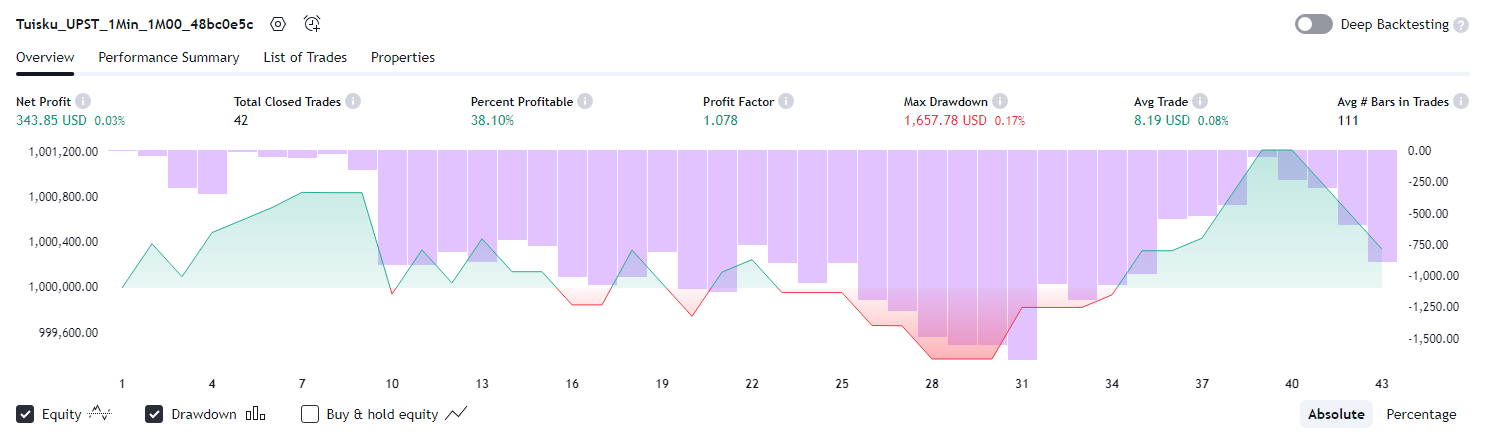 Tuisku_UPST_1Min_1M00_48bc0e5c Deep Backtesting ?
Overview Performance Summary List of Trades Properties
Net Profit i Total Closed Trades i Percent Profitable i Profit Factor i Max Drawdown i Avg Trade i Avg # Bars in Trades i
343.85 USD 0.03% 42 38.10% 1.078 1,657.78 USD 0.17% 8.19 USD 0.08% 111
1,001,200.00 0.00
-250.00
1,000,800.00
-500.00
1,000,400.00 -750.00
-1,000.00
1,000,000.00
-1,250.00
999,600.00 -1,500.00
1 4 7 10 13 16 19 22 25 28 31 34 37 40 43
Equity Drawdown Buy & hold equity Absolute Percentage